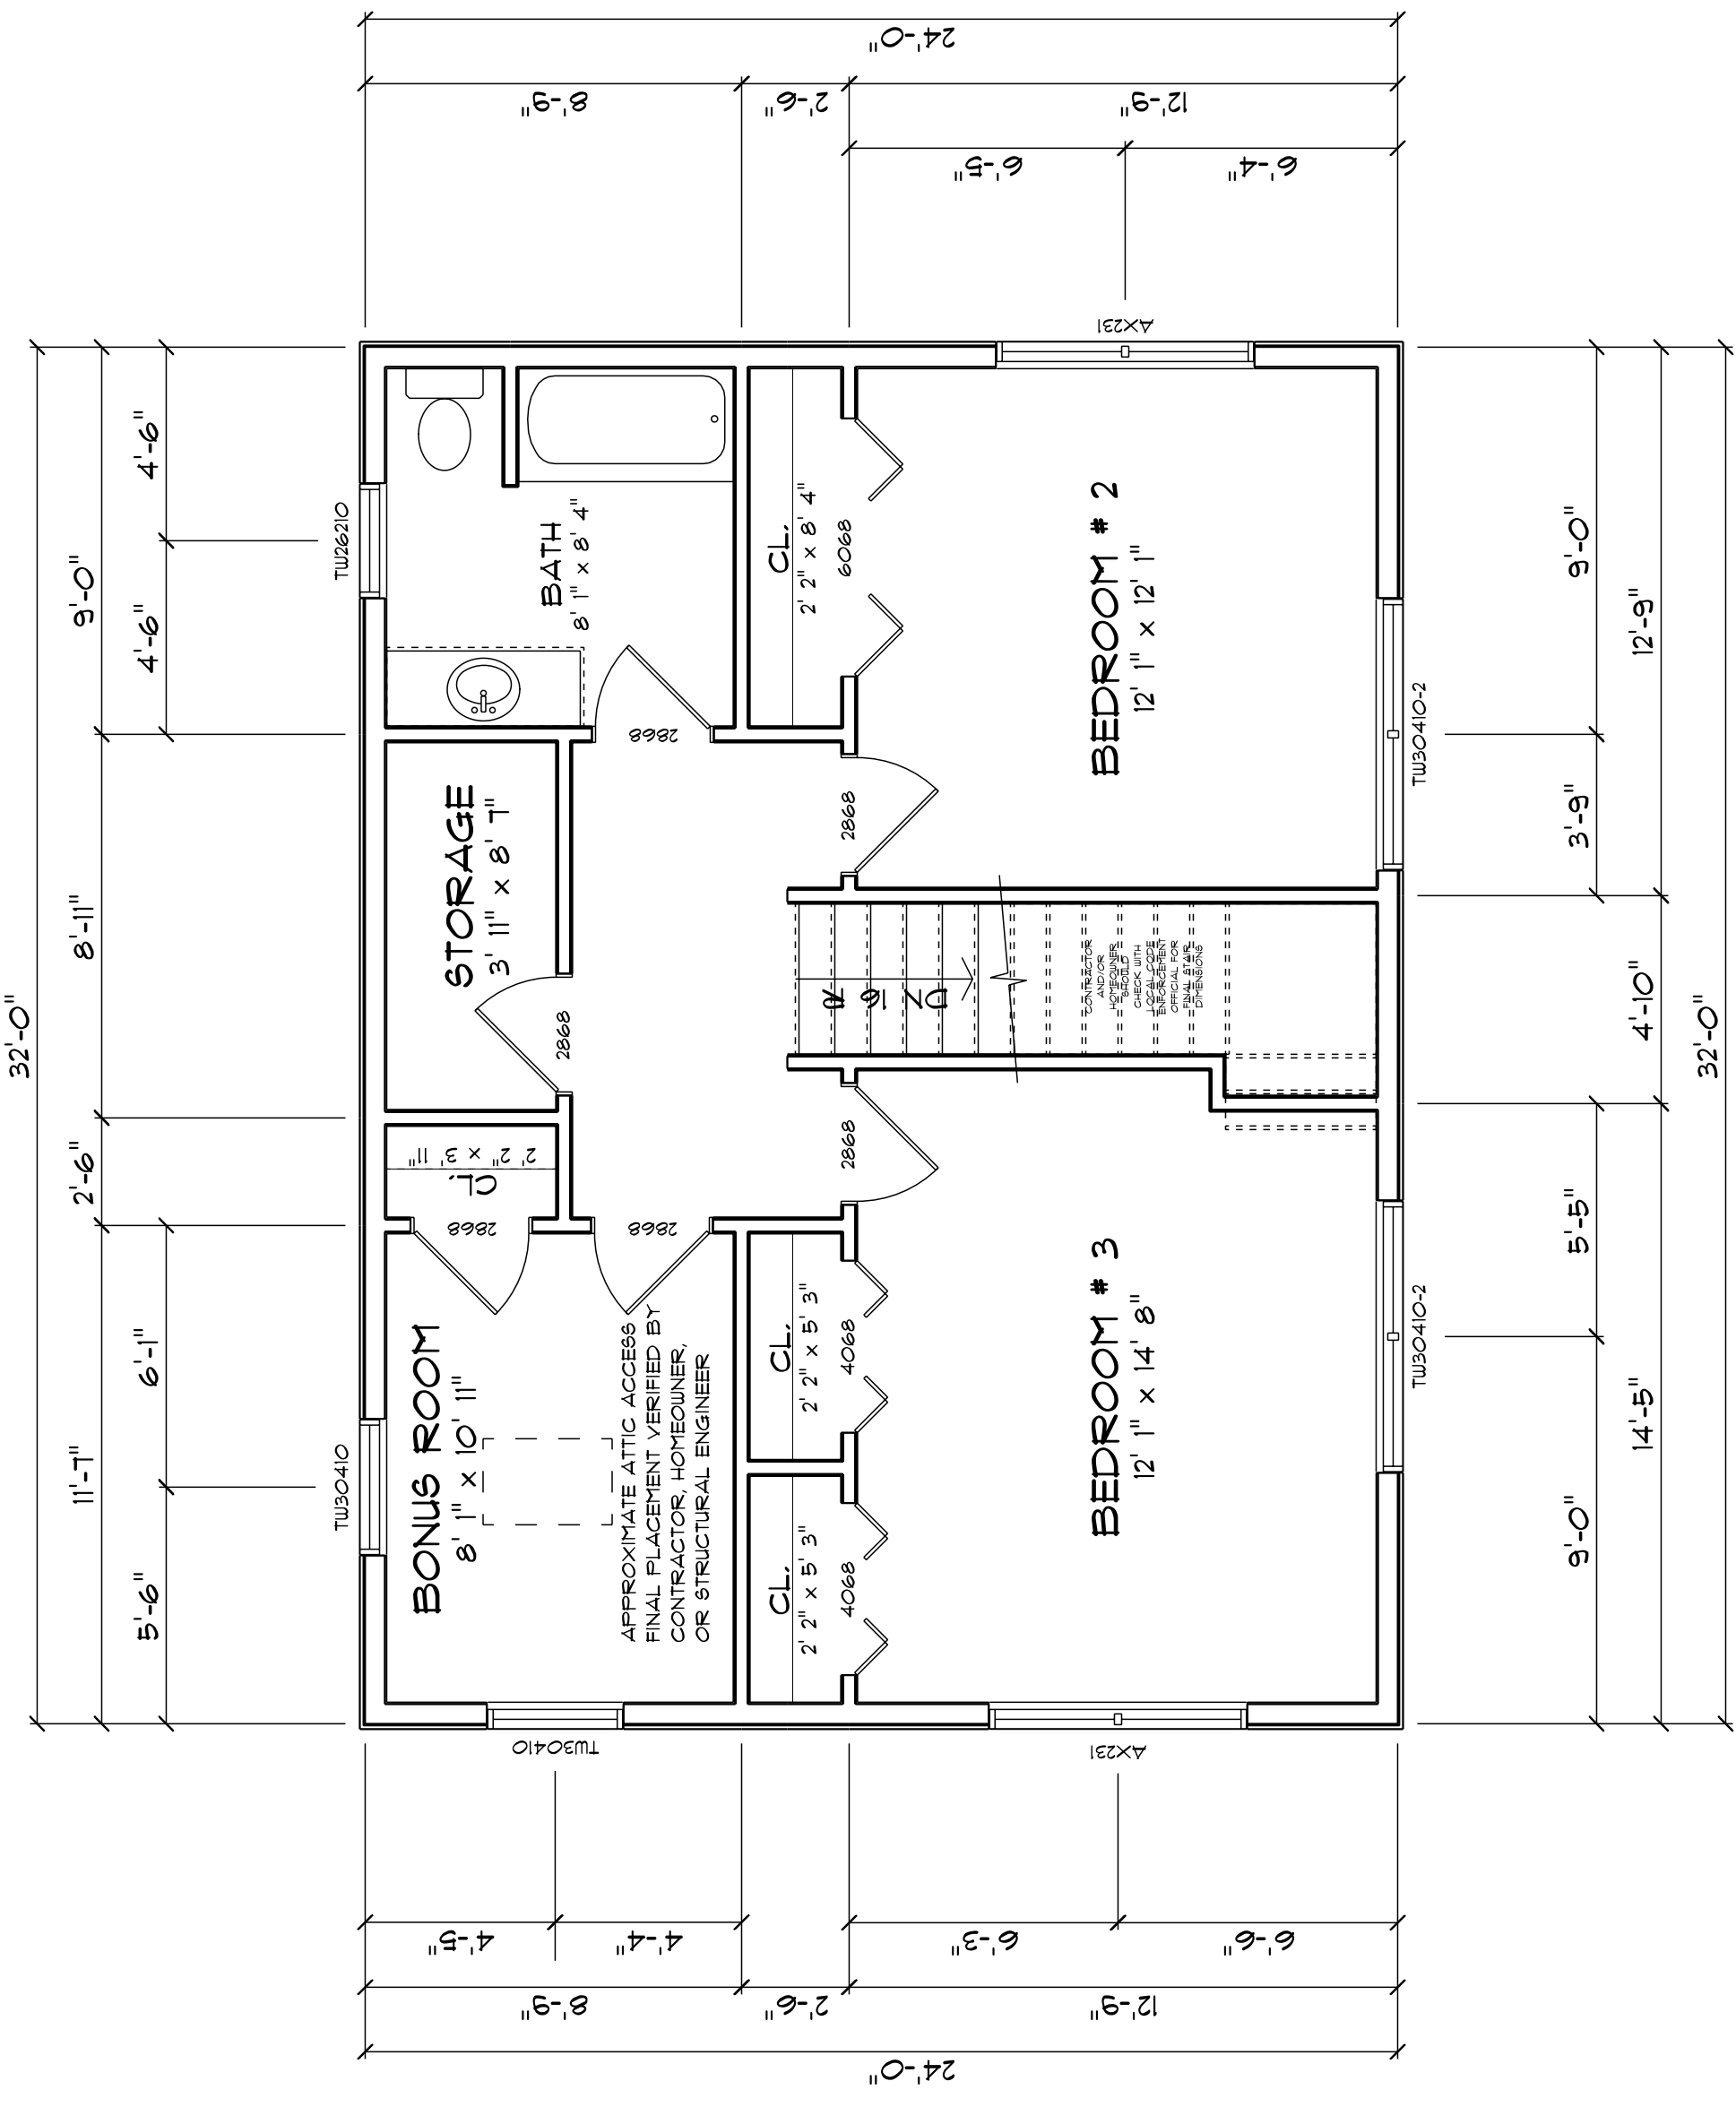 24'-0"
8'-9"
2'-6"
12'-9"
6'-5"
6'-4"
AX231
32'-0"
9'-0"
8'-11"
2'-6"
11'-7"
4'-6"
4'-6"
6'-1"
5'-6"
TW26210
TW30410
BATH
8' 1" x 8' 4"
2868
CL.
2' 2" x 8' 4"
6068
BEDROOM # 2
12' 1" x 12' 1"
2868
STORAGE
3' 11" x 8' 7"
2868
CL.
2' 2" x 3' 11"
2868
2868
DN
16 R
CONTRACTOR
AND/OR
HOMEOWNER
SHOULD
CHECK WITH
LOCAL CODE
ENFORCEMENT
OFFICIAL FOR
FINAL STAIR
DIMENSIONS
2868
BONUS ROOM
8' 1" x 10' 11"
APPROXIMATE ATTIC ACCESS
FINAL PLACEMENT VERIFIED BY
CONTRACTOR, HOMEOWNER,
OR STRUCTURAL ENGINEER
CL.
2' 2" x 5' 3"
4068
CL.
2' 2" x 5' 3"
4068
BEDROOM # 3
12' 1" x 14' 8"
TW30410-2
TW30410-2
9'-0"
3'-9"
5'-5"
9'-0"
12'-9"
4'-10"
14'-5"
32'-0"
TW30410
AX231
4'-5"
4'-4"
6'-3"
6'-6"
8'-9"
2'-6"
12'-9"
24'-0"